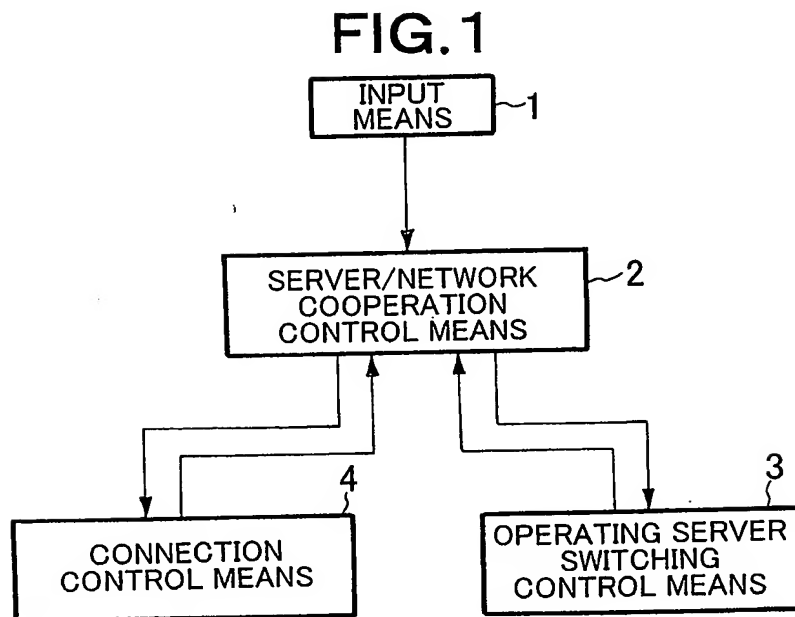 FIG. 1
INPUT
MEANS
1
SERVER/NETWORK
COOPERATION
CONTROL MEANS
2
4
CONNECTION
CONTROL MEANS
3
OPERATING SERVER
SWITCHING
CONTROL MEANS